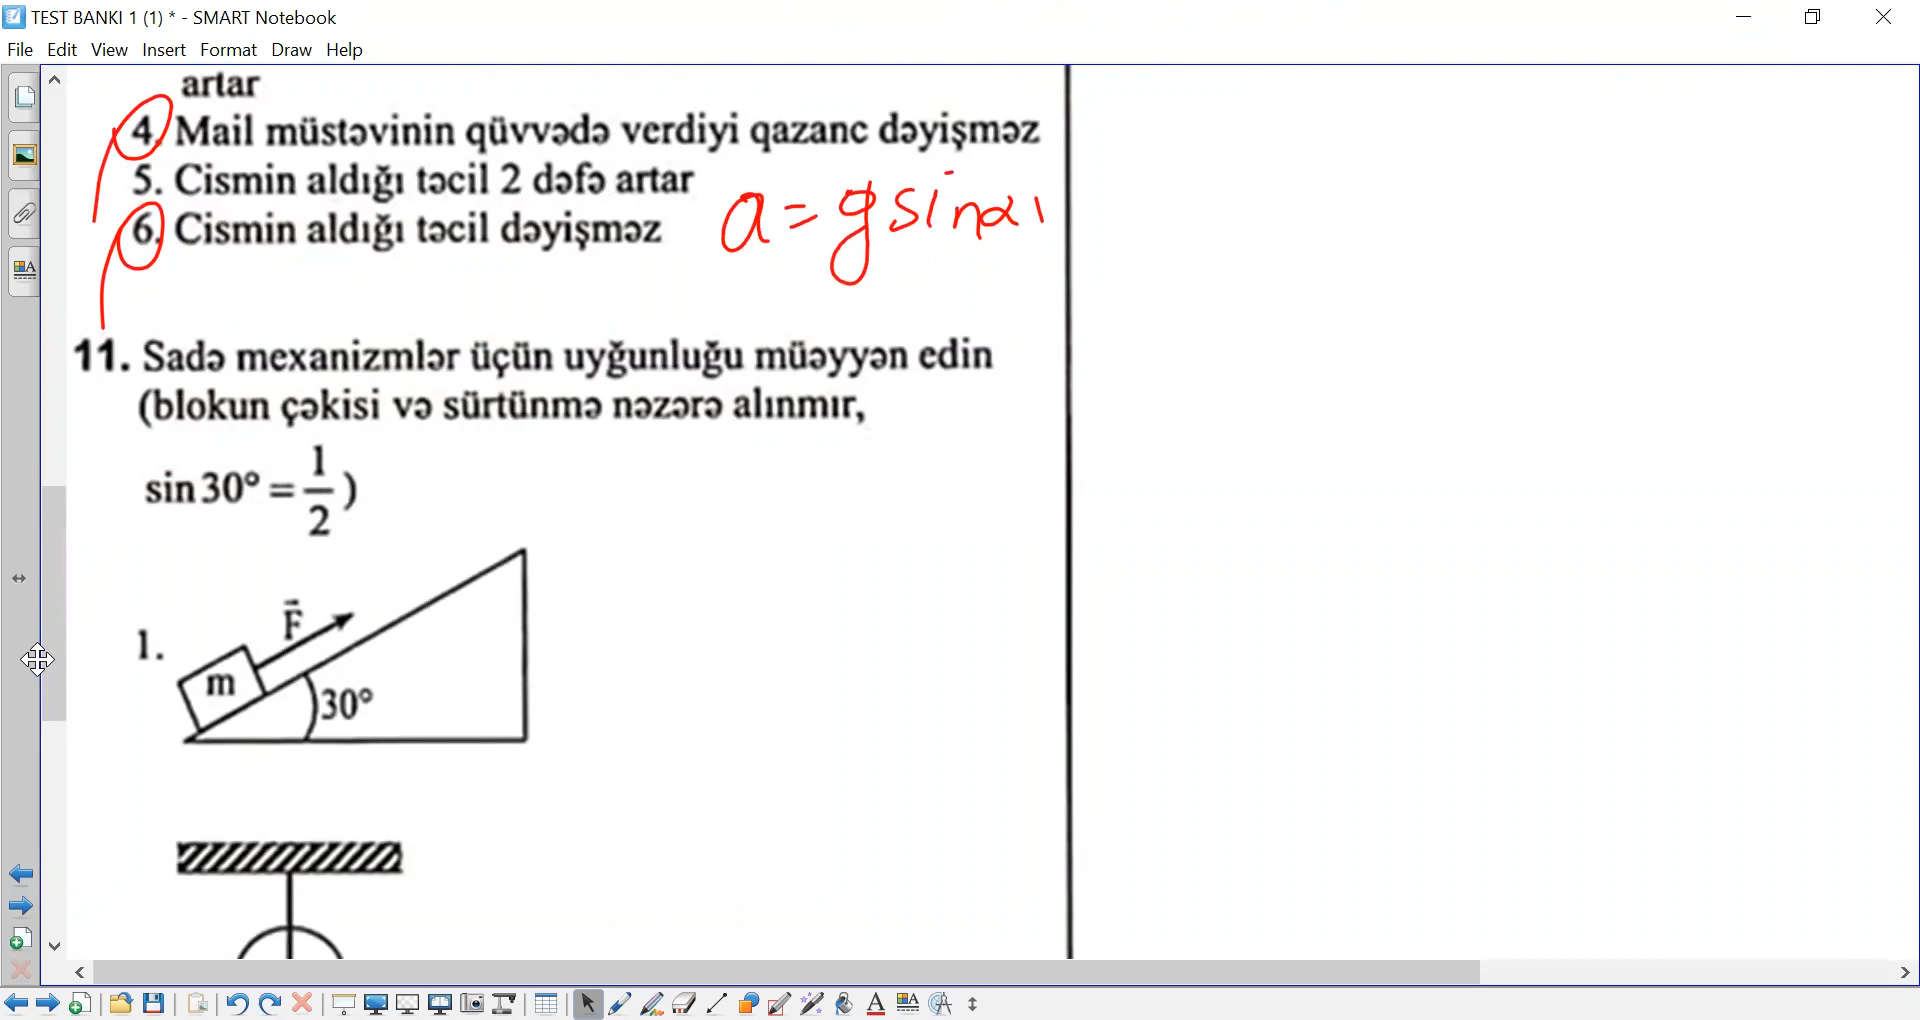 TEST BANKI 1 (1) * - SMART Notebook
File Edit View Insert Format Draw Help
artar
4. Mail müstəvinin qüvvədə verdiyi qazanc dəyişməz
5. Cismin aldığı təcil 2 dəfə artar
6. Cismin aldığı təcil dəyişməz
a = g sinα
11. Sadə mexanizmlər üçün uyğunluğu müəyyən edin
(blokun çəkisi və sürtünmə nəzərə alınmır,
sin 30° = 1/2 )
F
1.
m
30°